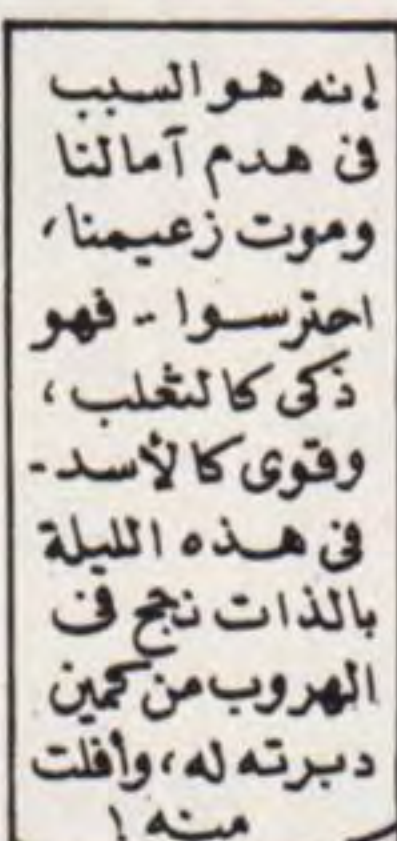 إنه هو السبب
فى هدم آمالنا
وموت زعيمنا،
احترسوا .. فهو
ذكى كالثعلب،
وقوى كالأسد -
فى هذه الليلة
بالذات نجح فى
الهروب من كمين
دبرته له، وأفلت
منه !